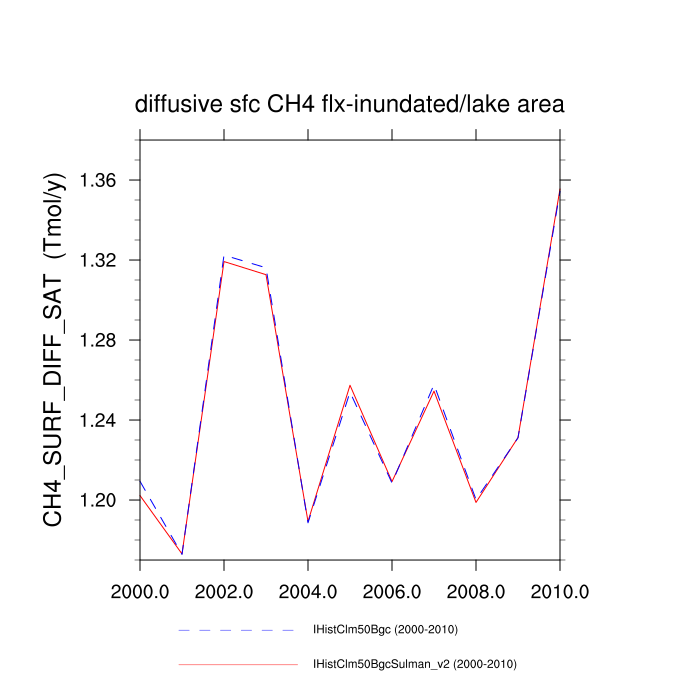 diffusive sfc CH4 flx-inundated/lake area
CH4_SURF_DIFF_SAT (Tmol/y)
1.36
1.32
1.28
1.24
1.20
2000.0 2002.0 2004.0 2006.0 2008.0 2010.0
IHistClm50Bgc (2000-2010)
IHistClm50BgcSulman_v2 (2000-2010)